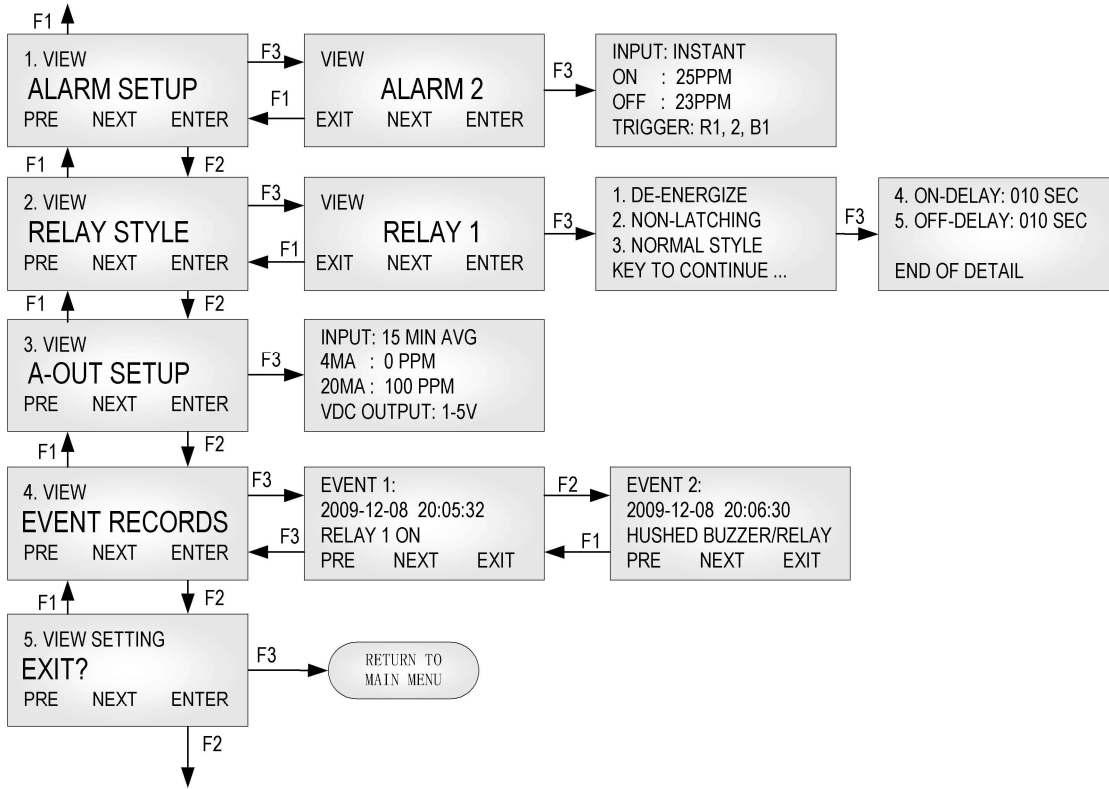 F1
1. VIEW
ALARM SETUP
PRE NEXT ENTER
F3
F1
VIEW
ALARM 2
EXIT NEXT ENTER
F3
INPUT: INSTANT
ON : 25PPM
OFF : 23PPM
TRIGGER: R1, 2, B1
F1
F2
2. VIEW
RELAY STYLE
PRE NEXT ENTER
F3
F1
VIEW
RELAY 1
EXIT NEXT ENTER
F3
1. DE-ENERGIZE
2. NON-LATCHING
3. NORMAL STYLE
KEY TO CONTINUE ...
F3
4. ON-DELAY: 010 SEC
5. OFF-DELAY: 010 SEC
END OF DETAIL
F1
F2
3. VIEW
A-OUT SETUP
PRE NEXT ENTER
F3
INPUT: 15 MIN AVG
4MA : 0 PPM
20MA : 100 PPM
VDC OUTPUT: 1-5V
F1
F2
4. VIEW
EVENT RECORDS
PRE NEXT ENTER
F3
F3
EVENT 1:
2009-12-08 20:05:32
RELAY 1 ON
PRE NEXT EXIT
F2
F1
EVENT 2:
2009-12-08 20:06:30
HUSHED BUZZER/RELAY
PRE NEXT EXIT
F1
F2
5. VIEW SETTING
EXIT?
PRE NEXT ENTER
F3
RETURN TO
MAIN MENU
F2